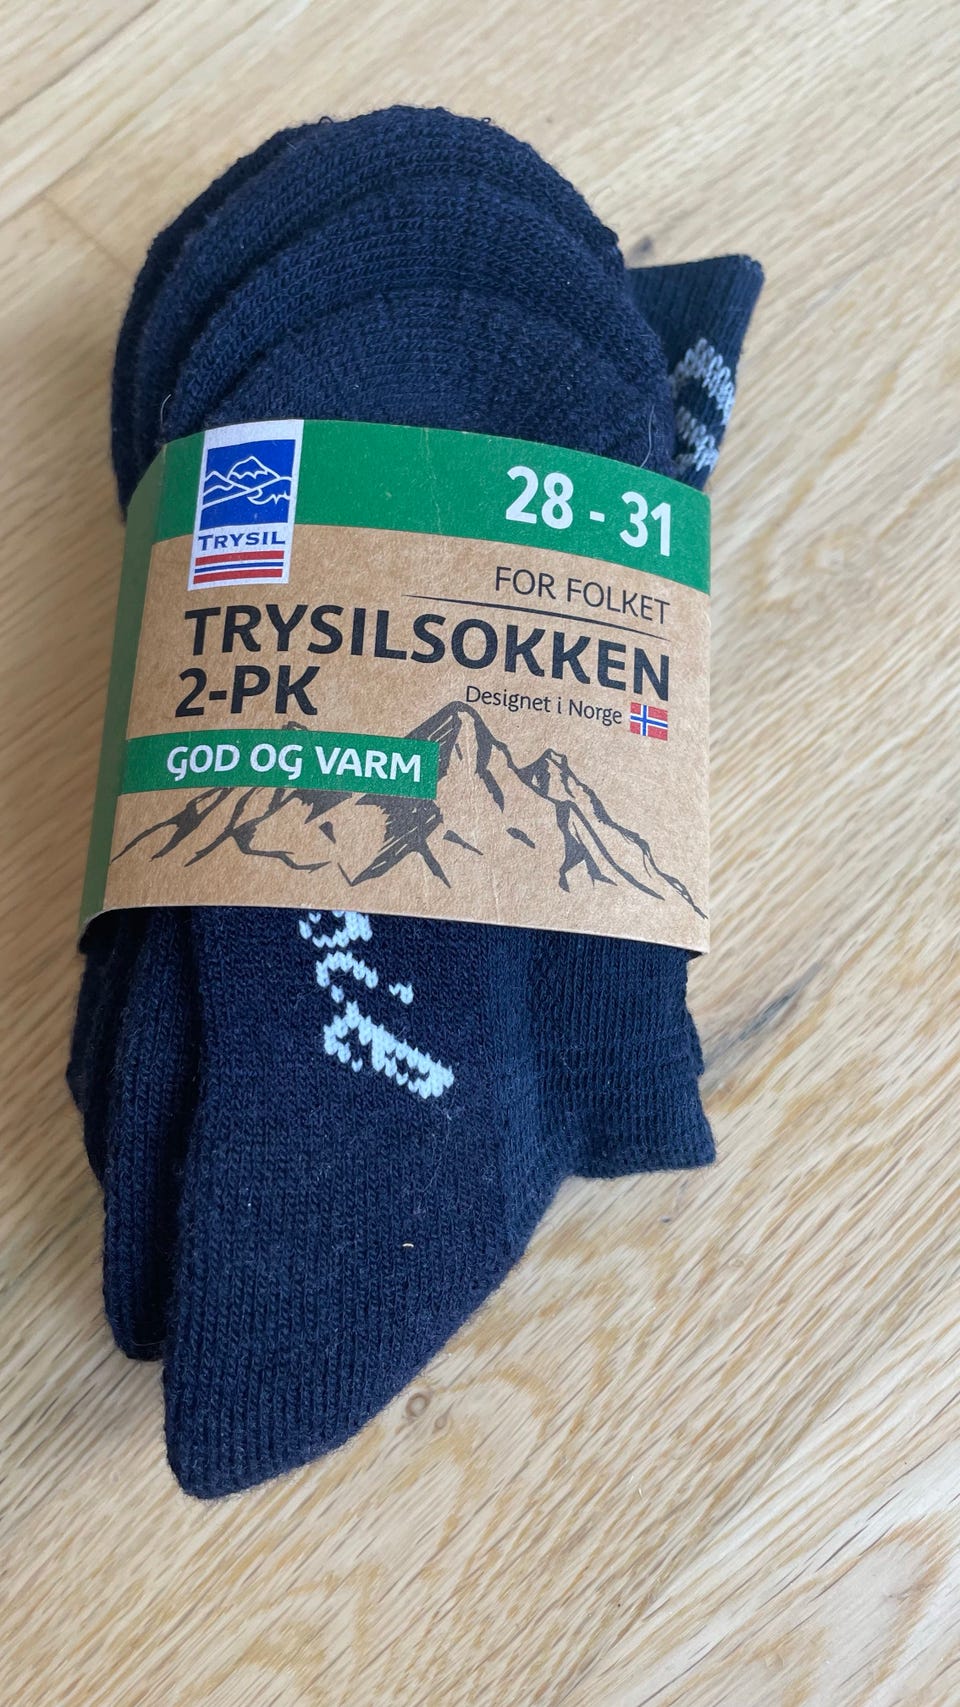 TRYSIL
28 - 31
FOR FOLKET
TRYSILSOKKEN
2-PK
Designet i Norge
GOD OG VARM